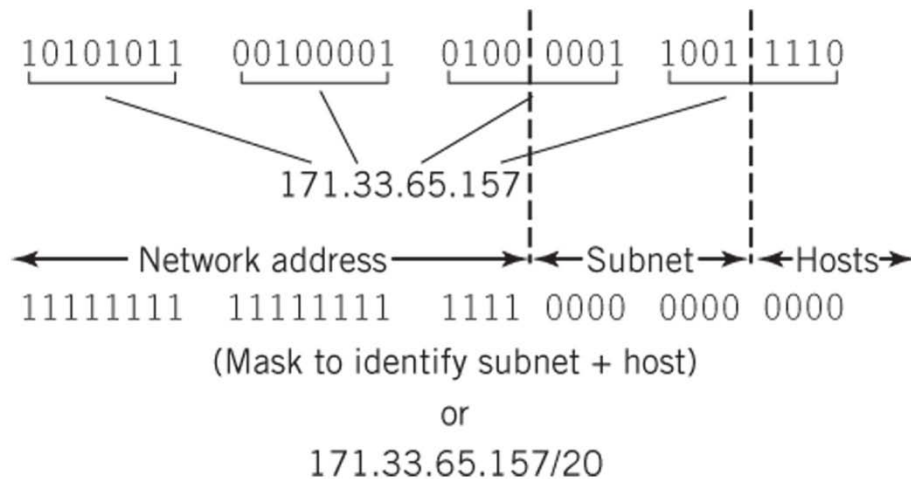 10101011 00100001 0100 0001 1001 1110
171.33.65.157
Network address Subnet Hosts
11111111 11111111 1111 0000 0000 0000
(Mask to identify subnet + host)
or
171.33.65.157/20